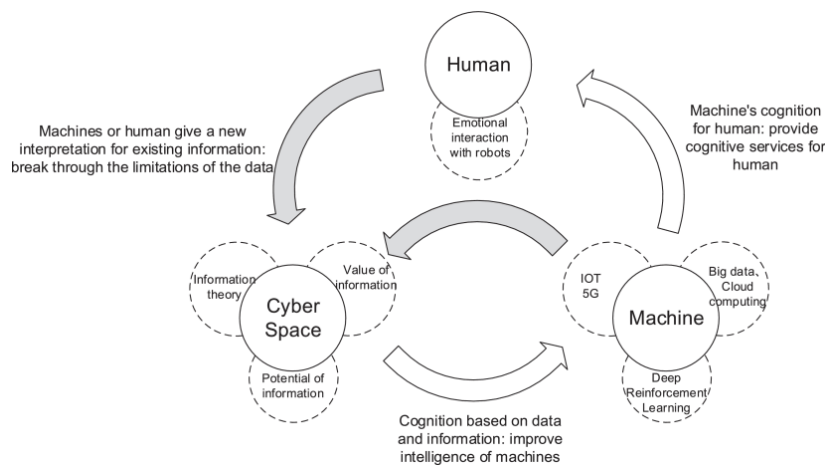 Human
Emotional
interaction
with robots
Machines or human give a new
interpretation for existing information:
break through the limitations of the data
Machine's cognition
for human: provide
cognitive services for
human
Information
theory
Value of
information
Cyber
Space
Potential of
information
IOT
5G
Big data、
Cloud
computing
Machine
Deep
Reinforcement
Learning
Cognition based on data
and information: improve
intelligence of machines